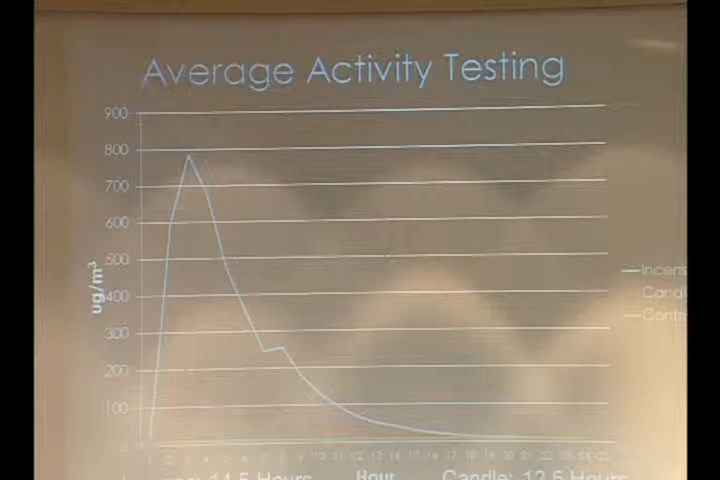 Average Activity Testing
900
800
700
600
500
400
300
200
100
ug/m³
Incens
Candl
Contr
Hour
Candle: 12.5 Hours